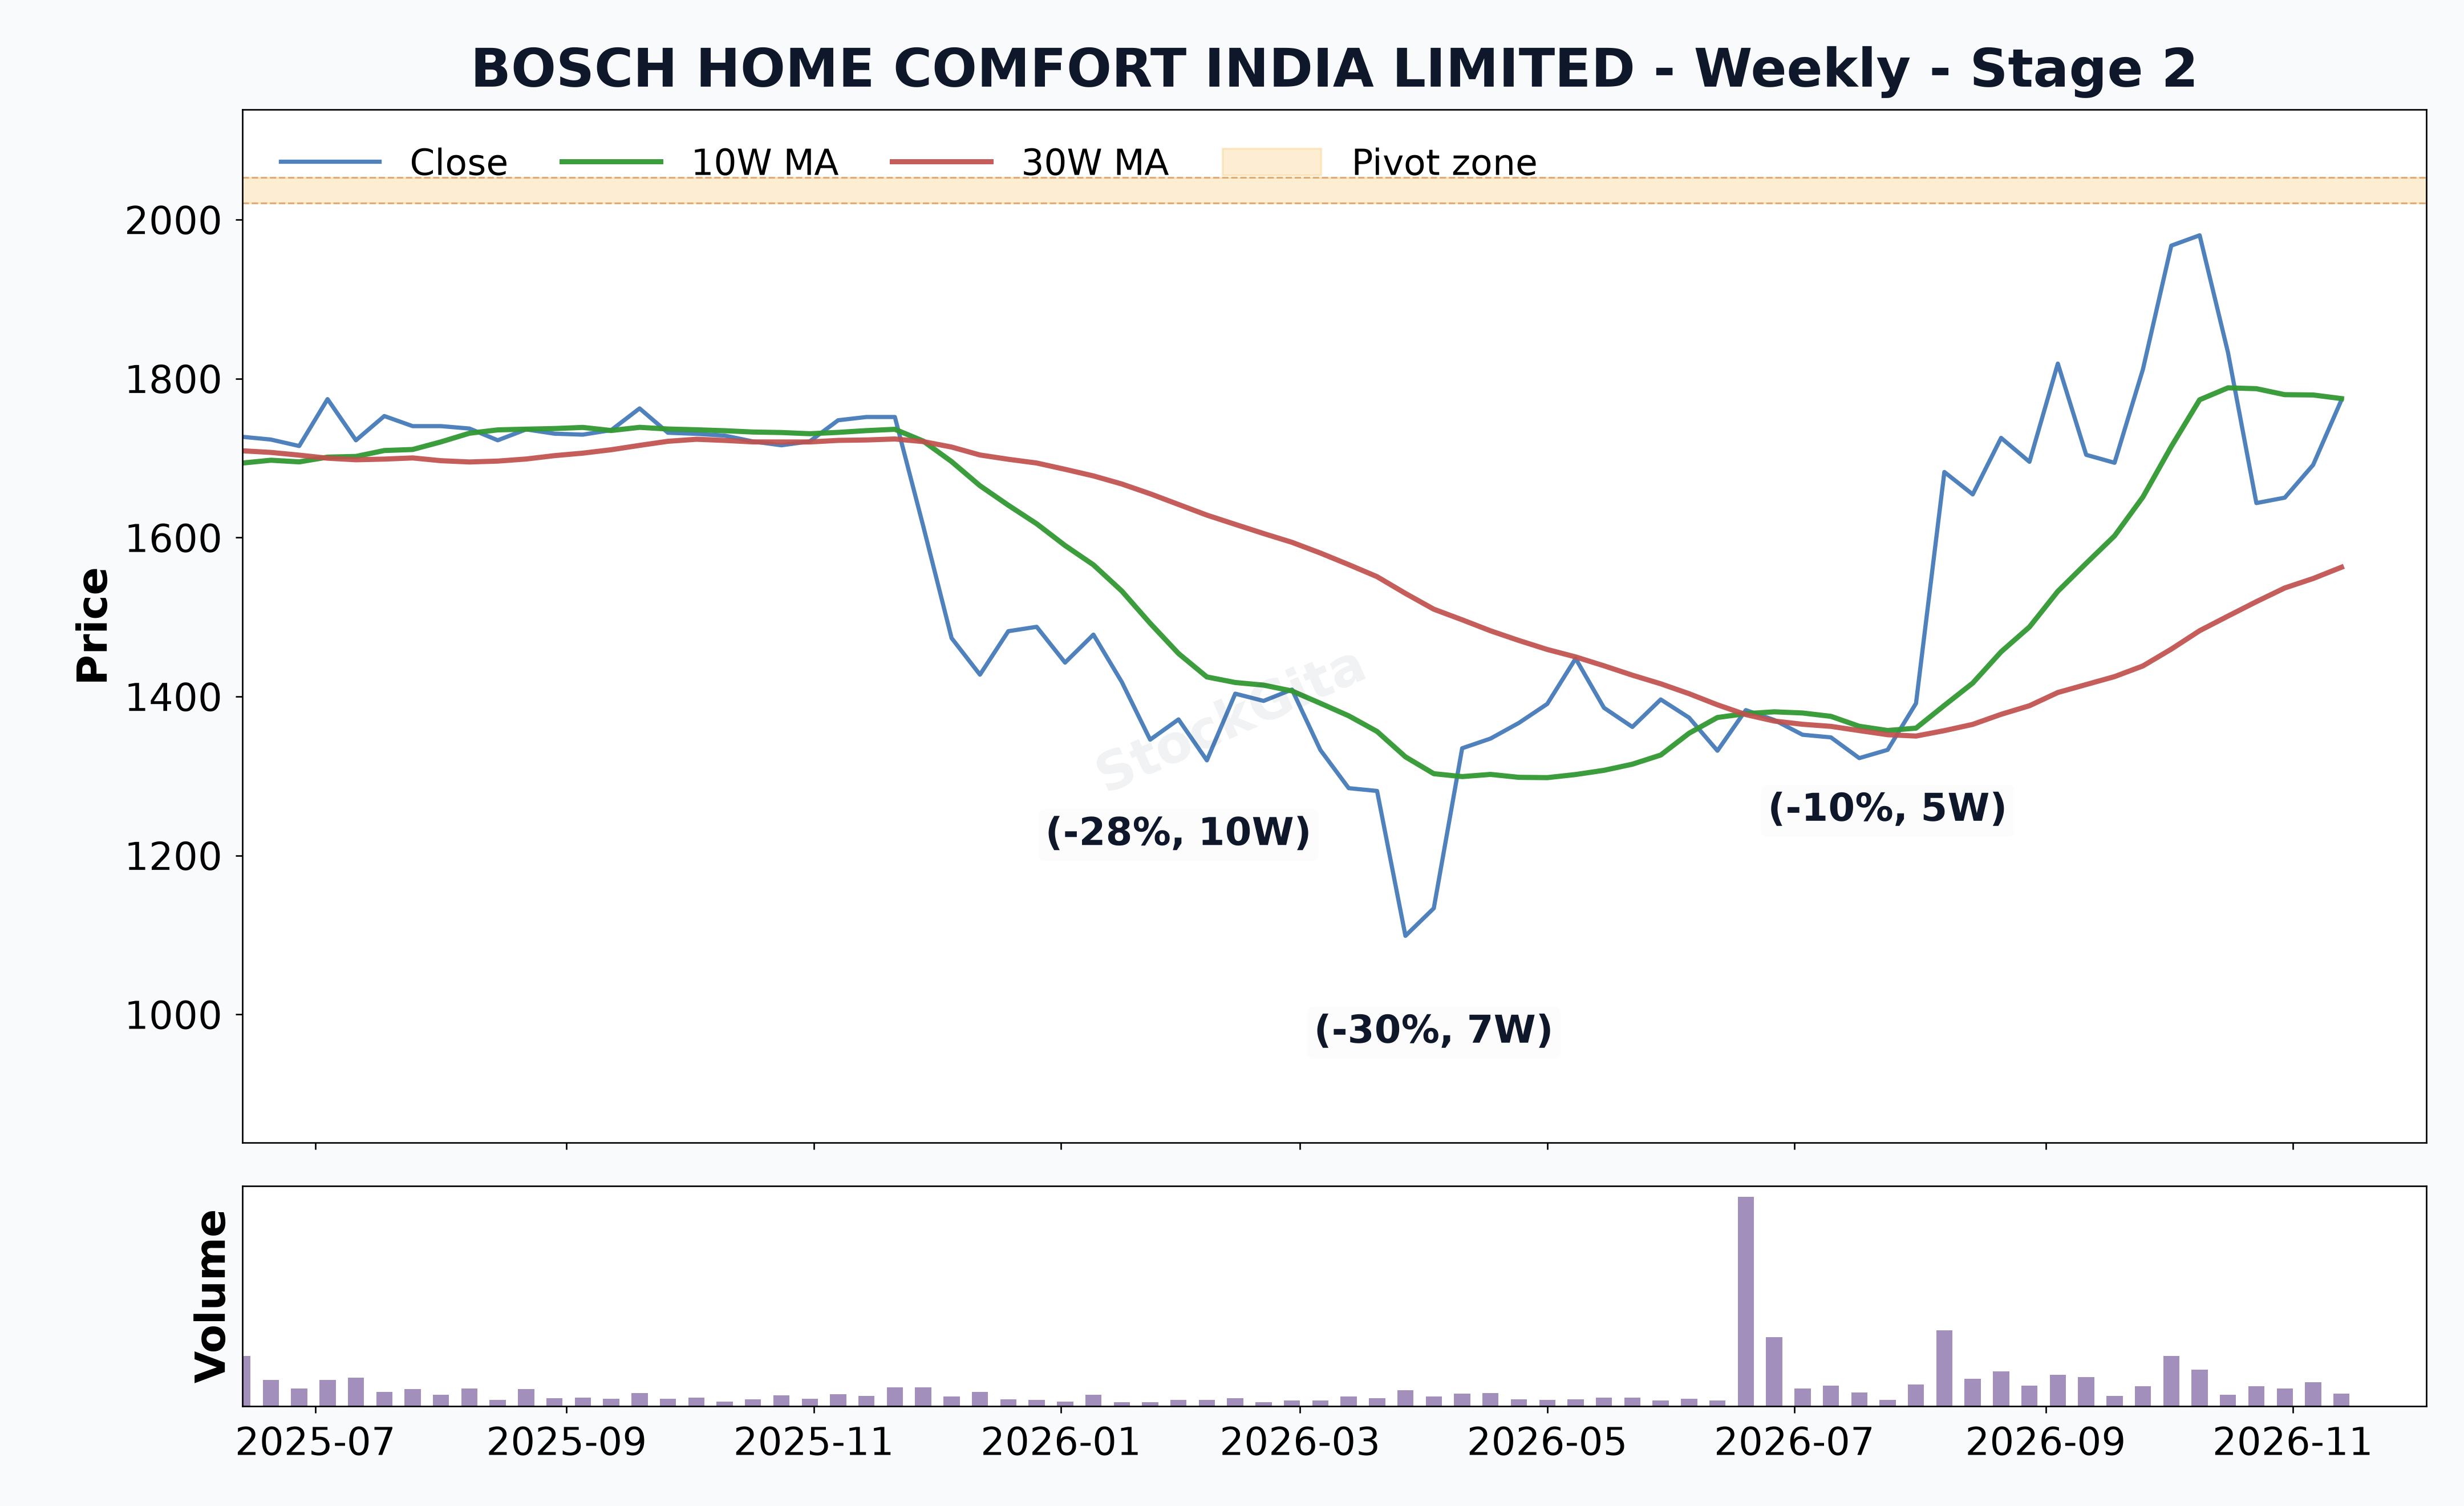 BOSCH HOME COMFORT INDIA LIMITED - Weekly - Stage 2
Close 10W MA 30W MA Pivot zone
Price
2000
1800
1600
1400
1200
1000
StockGita
(-28%, 10W)
(-10%, 5W)
(-30%, 7W)
Volume
2025-07 2025-09 2025-11 2026-01 2026-03 2026-05 2026-07 2026-09 2026-11